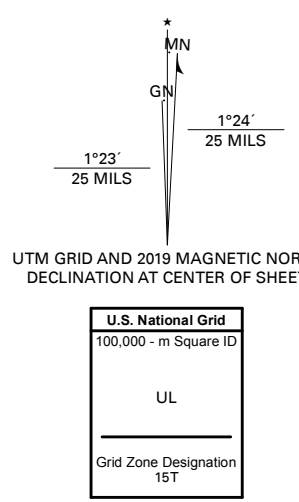 ★
MN
GN
1°24´
25 MILS
1°23´
25 MILS
UTM GRID AND 2019 MAGNETIC NOR
DECLINATION AT CENTER OF SHEET
U.S. National Grid
100,000 - m Square ID
UL
Grid Zone Designation
15T